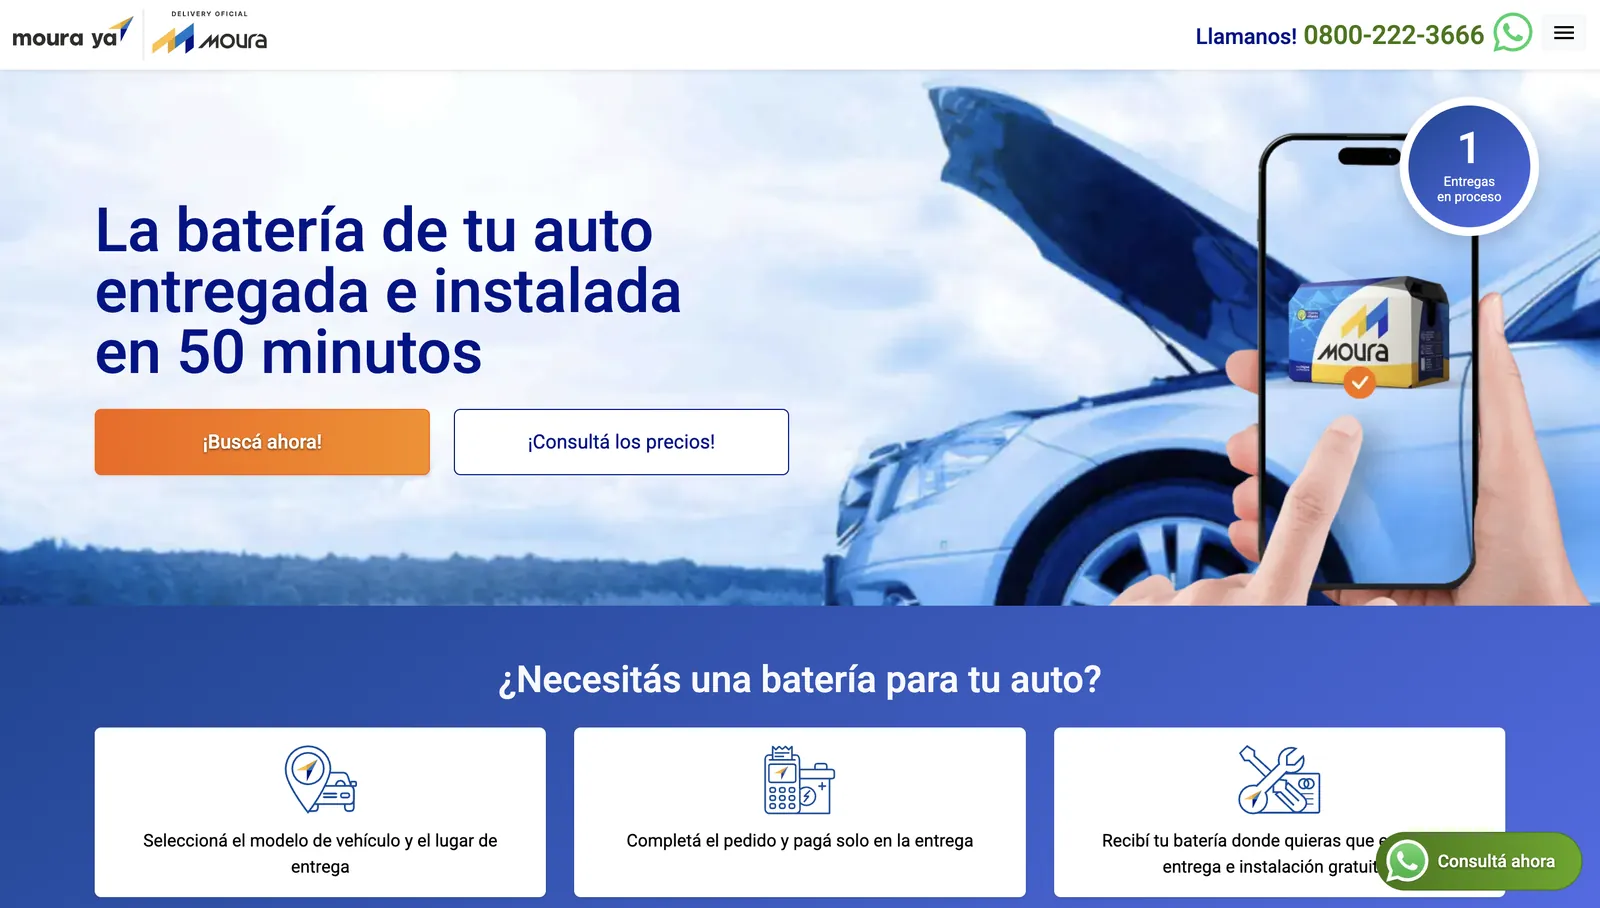 moura ya
DELIVERY OFICIAL
moura
Llamanos! 0800-222-3666
1
Entregas
en proceso
La batería de tu auto
entregada e instalada
en 50 minutos
moura
¡Buscá ahora!
¡Consultá los precios!
¿Necesitás una batería para tu auto?
Seleccioná el modelo de vehículo y el lugar de
entrega
Completá el pedido y pagá solo en la entrega
Recibí tu batería donde quieras que
entrega e instalación
Consultá ahora